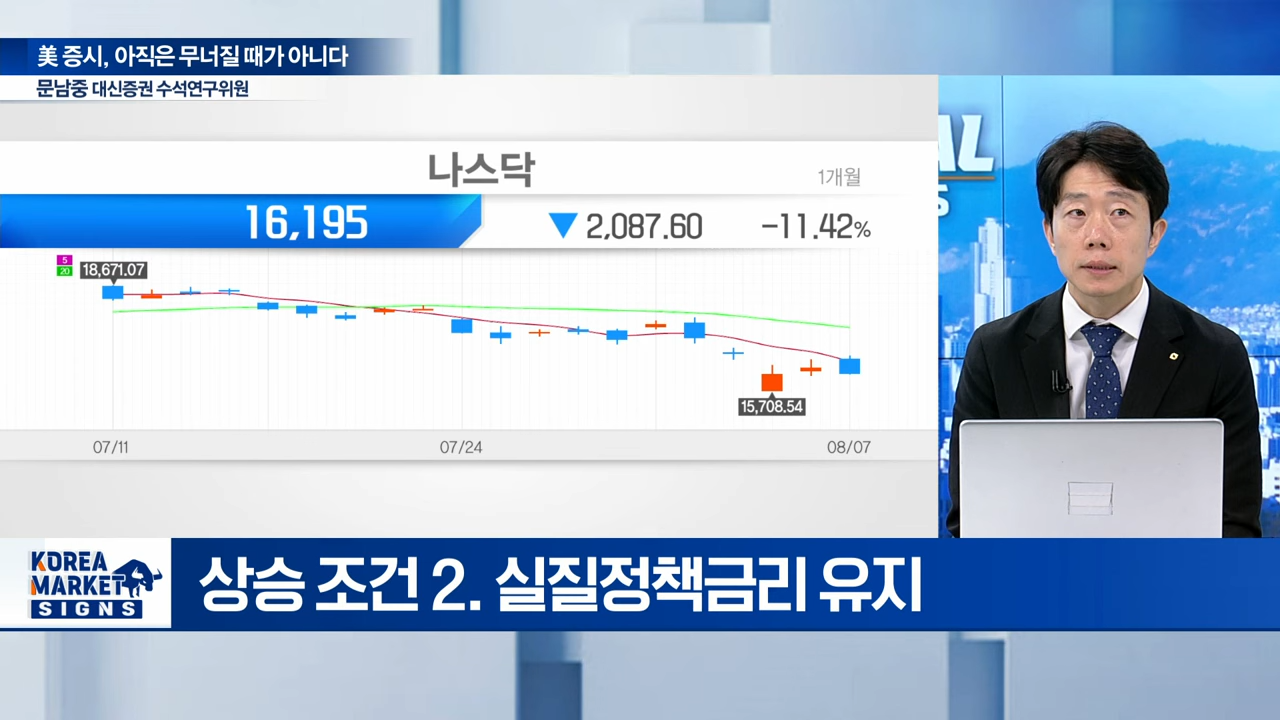 美 증시, 아직은 무너질 때가 아니다
문남중 대신증권 수석연구위원
나스닥
1개월
16,195 ▼ 2,087.60 -11.42%
5
20
18,671.07
15,708.54
07/11 07/24 08/07
AL
S
KOREA
MARKET
SIGNS
상승 조건 2. 실질정책금리 유지